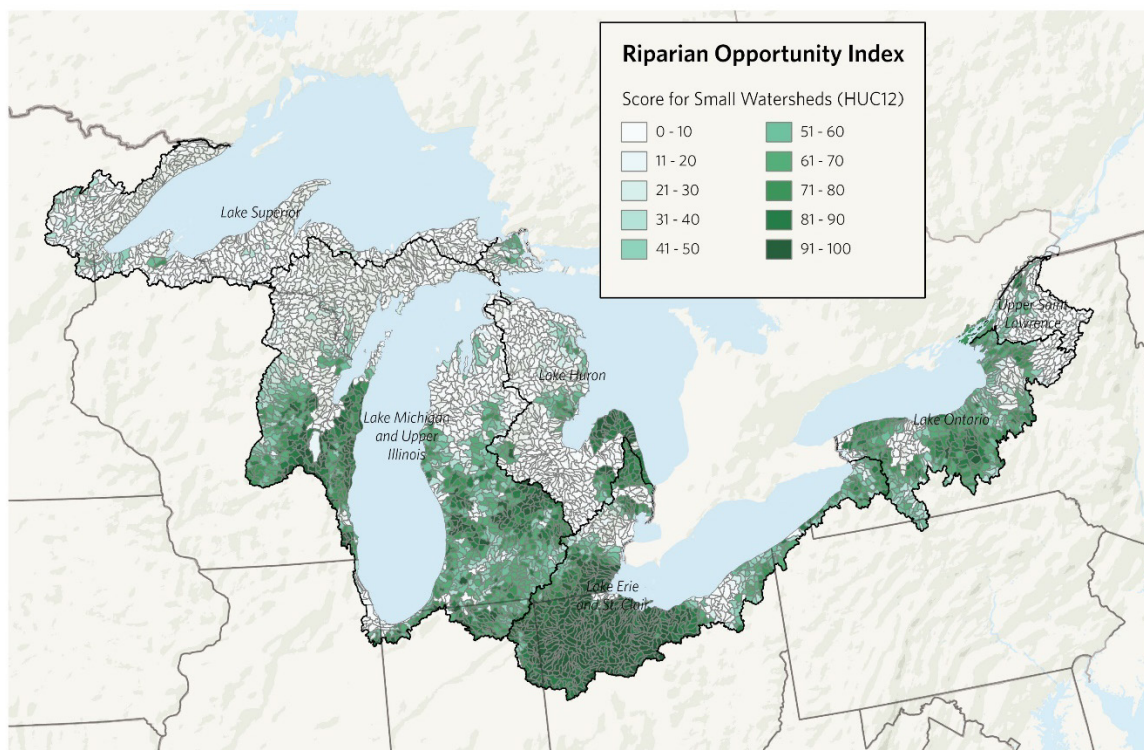 Riparian Opportunity Index
Score for Small Watersheds (HUC12)
0 - 10
11 - 20
21 - 30
31 - 40
41 - 50
51 - 60
61 - 70
71 - 80
81 - 90
91 - 100
Lake Superior
Upper Saint
Lawrence
Lake Huron
Lake Michigan
and Upper
Illinois
Lake Ontario
Lake Erie
and St. Clair